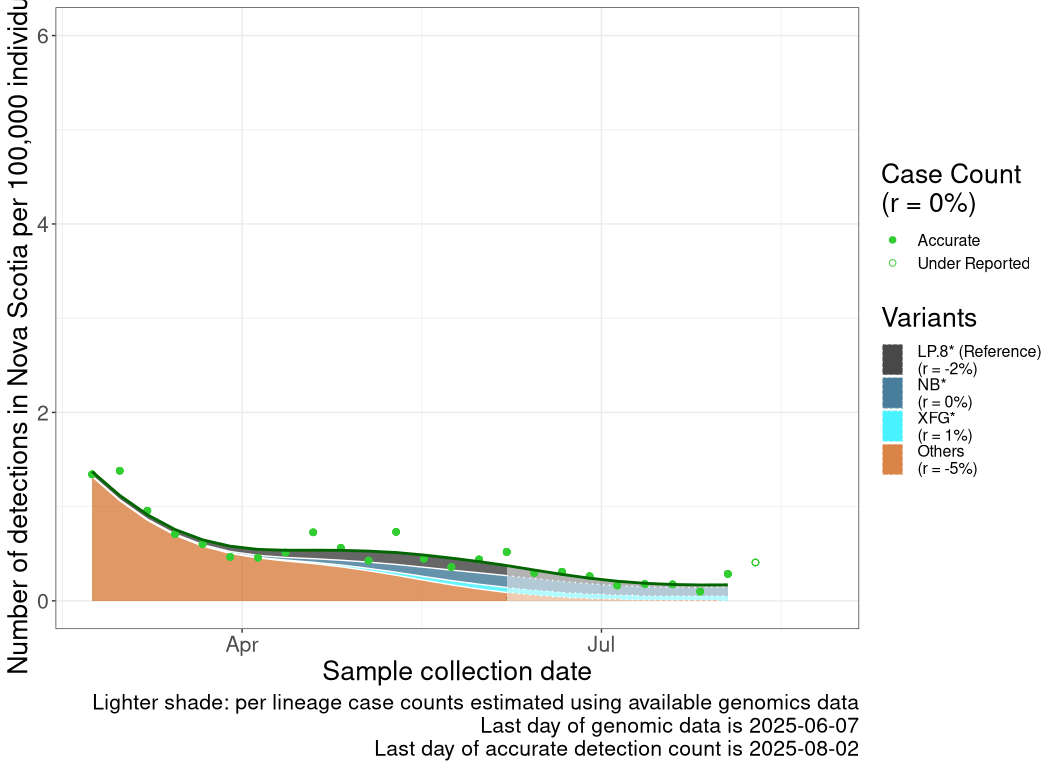 Number of detections in Nova Scotia per 100,000
6
4
2
0
Apr
Jul
Sample collection date
Lighter shade: per lineage case counts estimated using available genomics data
Last day of genomic data is 2025-06-07
Last day of accurate detection count is 2025-08-02
Case Count
(r = 0%)
Accurate
Under Reported
Variants
LP.8* (Reference)
(r = -2%)
NB*
(r = 0%)
XFG*
(r = 1%)
Others
(r = -5%)